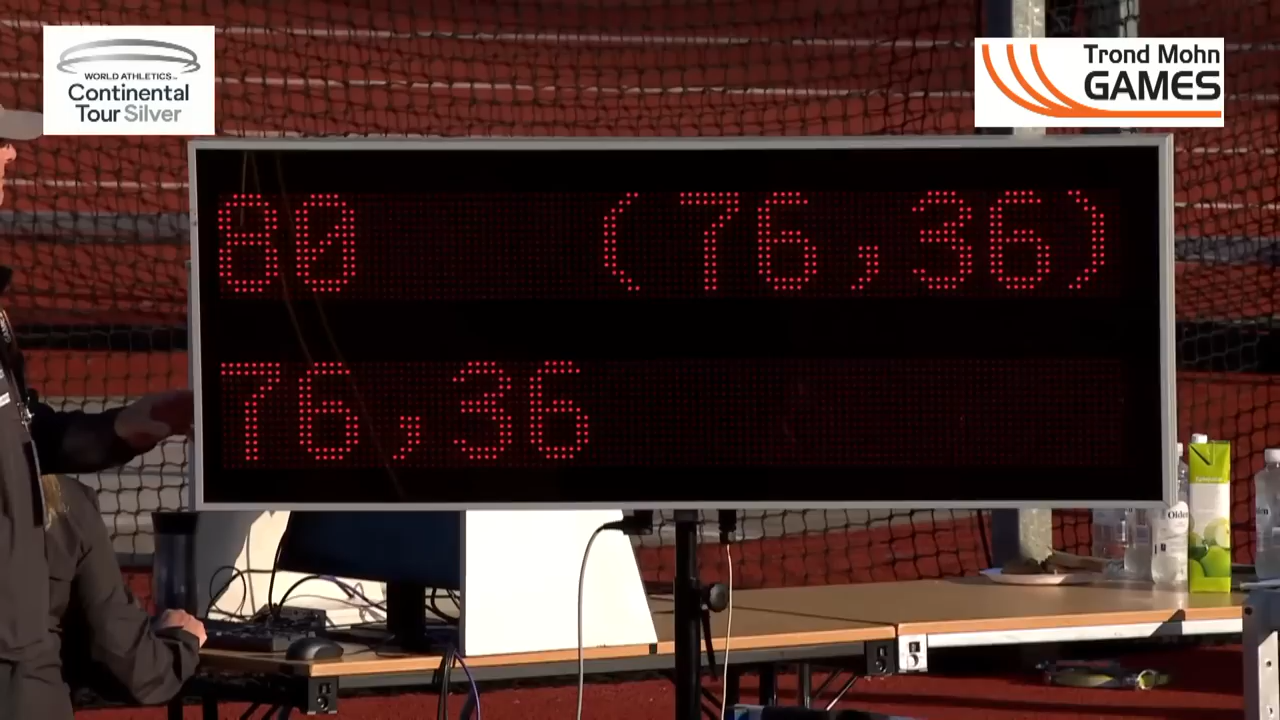 WORLD ATHLETICS
Continental
Tour Silver
Trond Mohn
GAMES
80 (76,36)
76,36